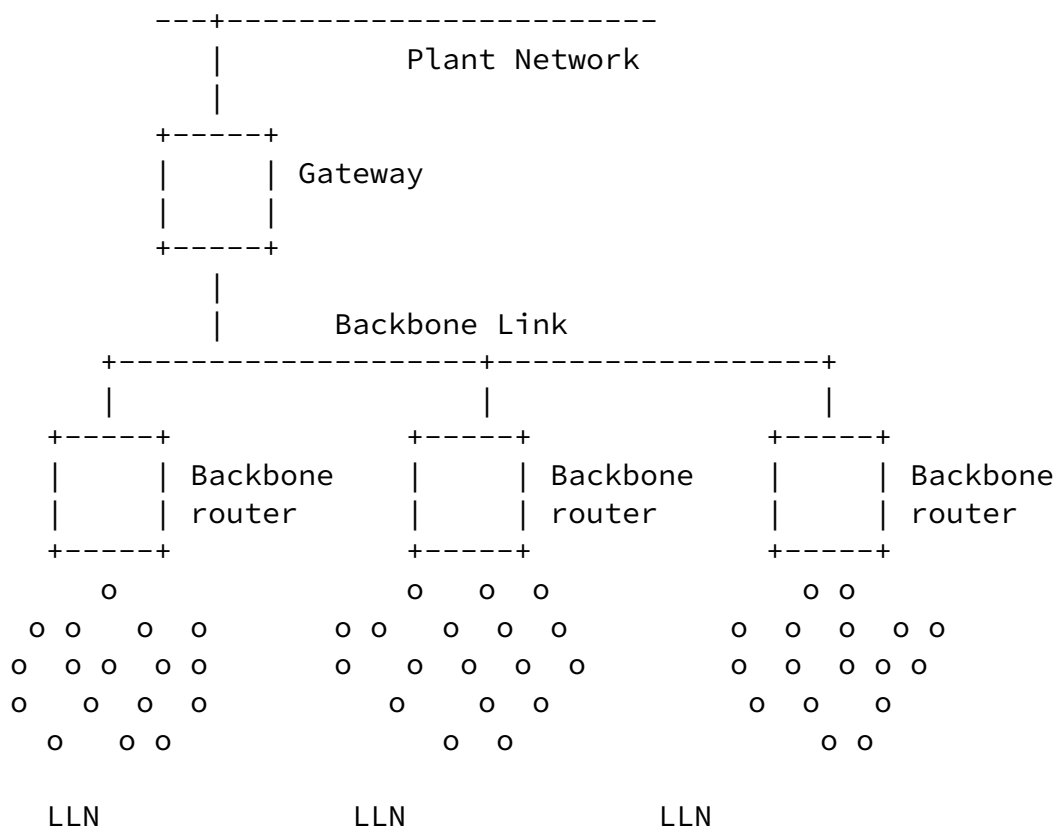 Plant Network
Gateway
Backbone Link
Backbone Backbone Backbone
router router router
o o o o o o
o o o o o o o o o o o o o o
o o o o o o o o o o o o o o o o
o o o o o o o o o o
o o o o o o o
LLN LLN LLN